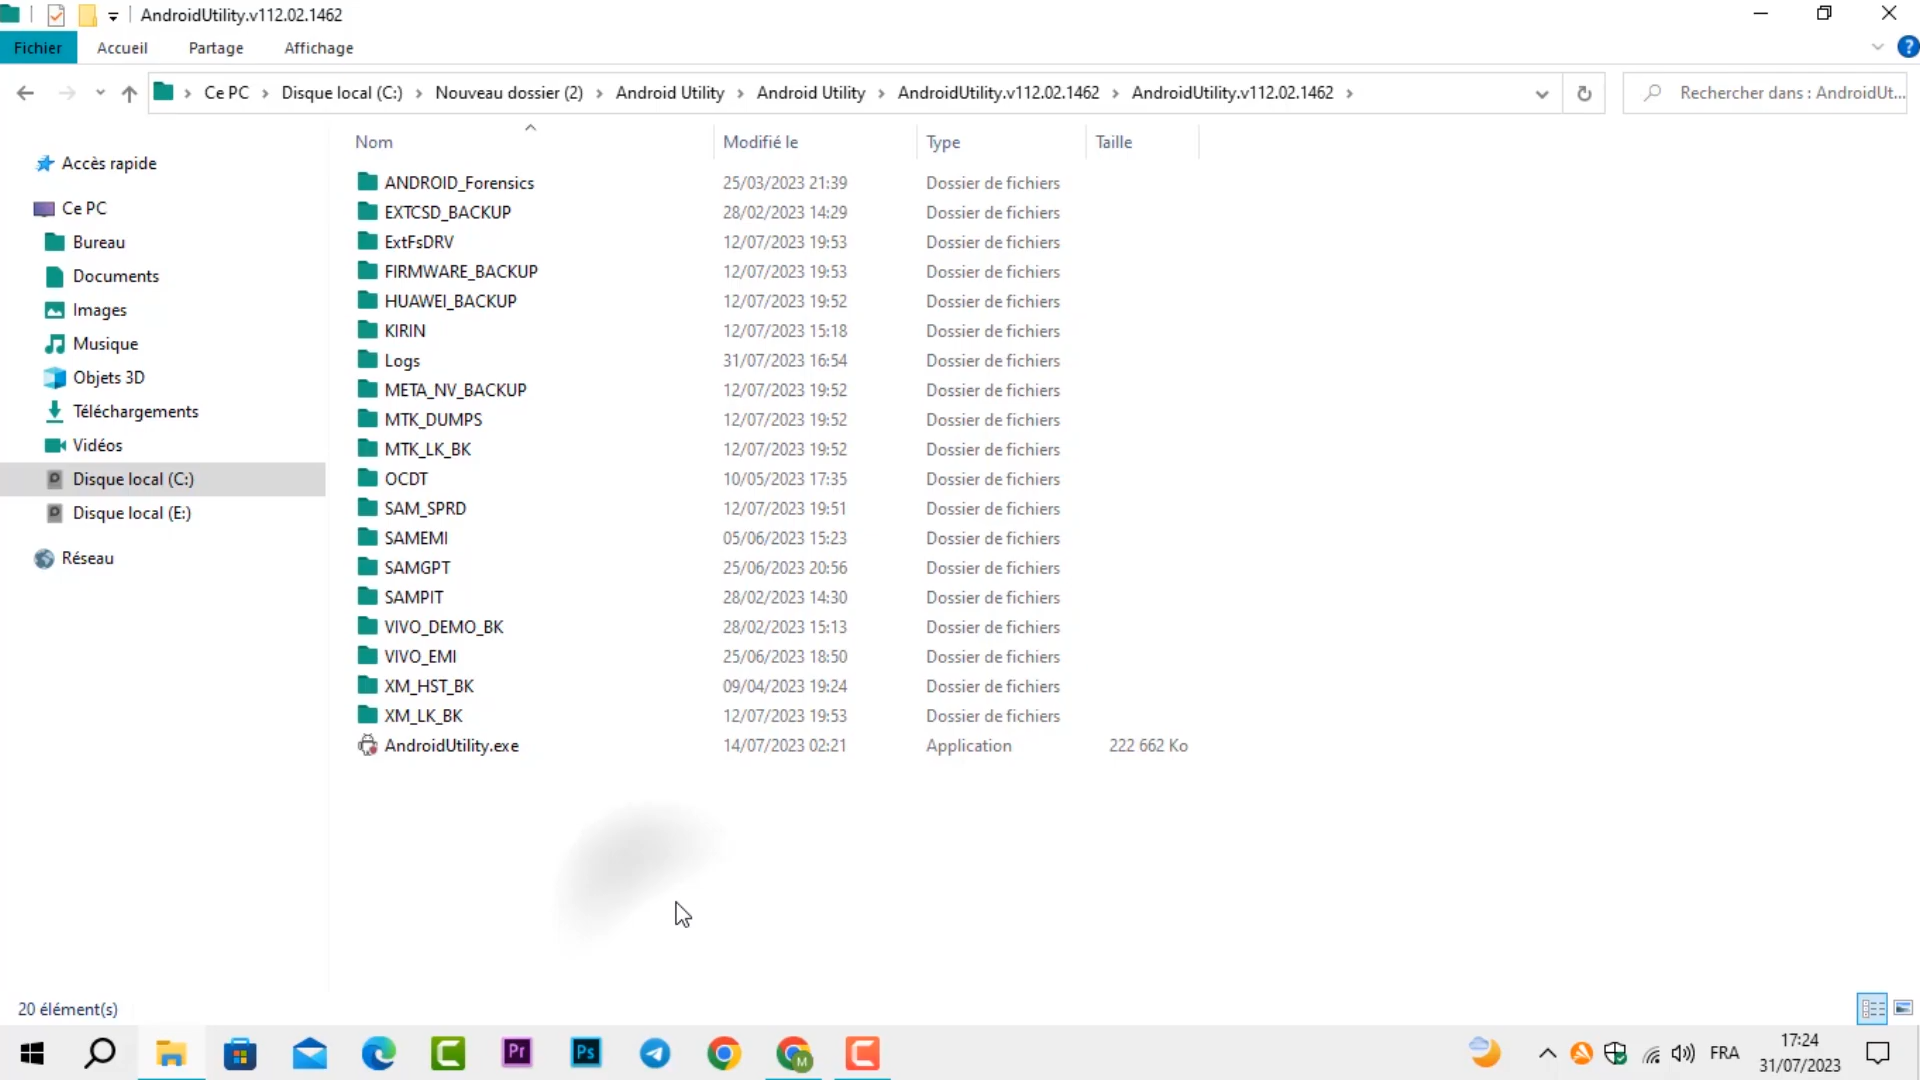 AndroidUtility.v112.02.1462
Fichier Accueil Partage Affichage ?
Ce PC Disque local (C:) Nouveau dossier (2) Android Utility Android Utility AndroidUtility.v112.02.1462 AndroidUtility.v112.02.1462 Rechercher dans : AndroidUt...
Nom Modifié le Type Taille
Accès rapide
Ce PC
Bureau
Documents
Images
Musique
Objets 3D
Téléchargements
Vidéos
Disque local (C:)
Disque local (E:)
Réseau
ANDROID_Forensics 25/03/2023 21:39 Dossier de fichiers
EXTCSD_BACKUP 28/02/2023 14:29 Dossier de fichiers
ExtFsDRV 12/07/2023 19:53 Dossier de fichiers
FIRMWARE_BACKUP 12/07/2023 19:53 Dossier de fichiers
HUAWEI_BACKUP 12/07/2023 19:52 Dossier de fichiers
KIRIN 12/07/2023 15:18 Dossier de fichiers
Logs 31/07/2023 16:54 Dossier de fichiers
META_NV_BACKUP 12/07/2023 19:52 Dossier de fichiers
MTK_DUMPS 12/07/2023 19:52 Dossier de fichiers
MTK_LK_BK 12/07/2023 19:52 Dossier de fichiers
OCDT 10/05/2023 17:35 Dossier de fichiers
SAM_SPRD 12/07/2023 19:51 Dossier de fichiers
SAMEMI 05/06/2023 15:23 Dossier de fichiers
SAMGPT 25/06/2023 20:56 Dossier de fichiers
SAMPIT 28/02/2023 14:30 Dossier de fichiers
VIVO_DEMO_BK 28/02/2023 15:13 Dossier de fichiers
VIVO_EMI 25/06/2023 18:50 Dossier de fichiers
XM_HST_BK 09/04/2023 19:24 Dossier de fichiers
XM_LK_BK 12/07/2023 19:53 Dossier de fichiers
AndroidUtility.exe 14/07/2023 02:21 Application 222 662 Ko
20 élément(s)
Pr Ps M FRA 17:24
31/07/2023